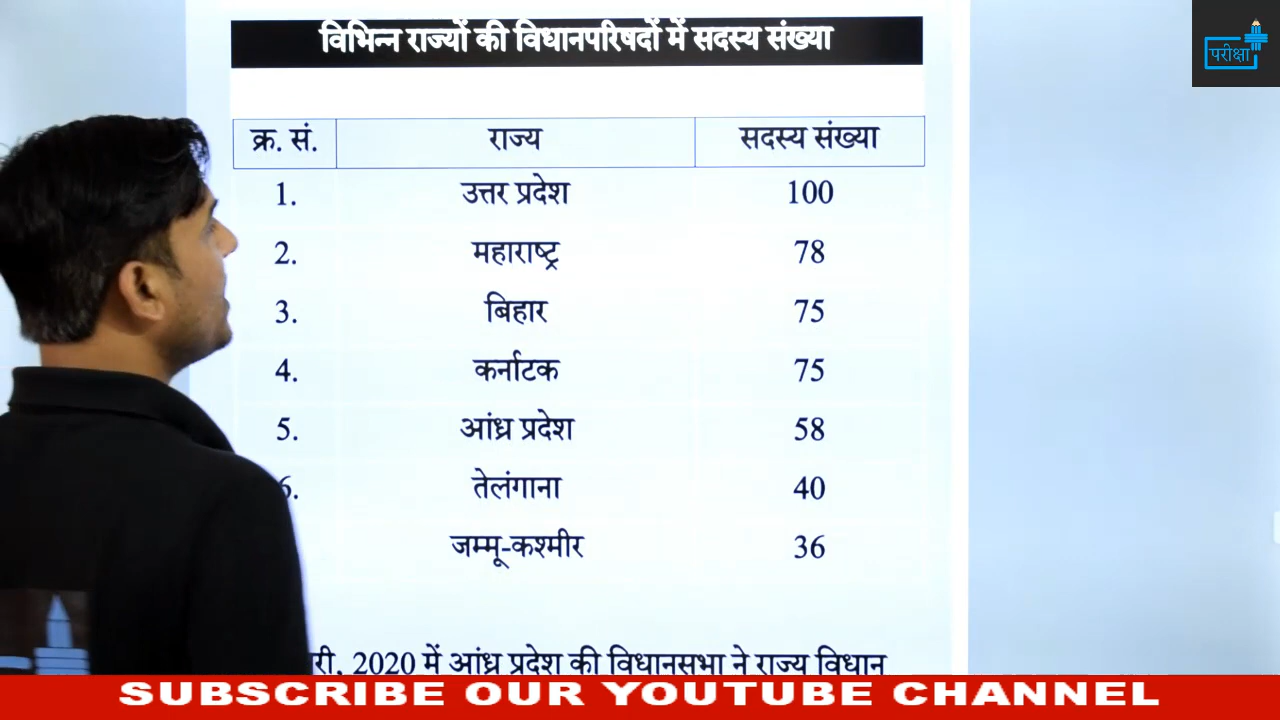 विभिन्न राज्यों की विधानपरिषदों में सदस्य संख्या
परीक्षा
क्र. सं. राज्य सदस्य संख्या
1. उत्तर प्रदेश 100
2. महाराष्ट्र 78
3. बिहार 75
4. कर्नाटक 75
5. आंध्र प्रदेश 58
6. तेलंगाना 40
जम्मू-कश्मीर 36
2020 में आंध्र प्रदेश की विधानसभा ने राज्य विधान
SUBSCRIBE OUR YOUTUBE CHANNEL